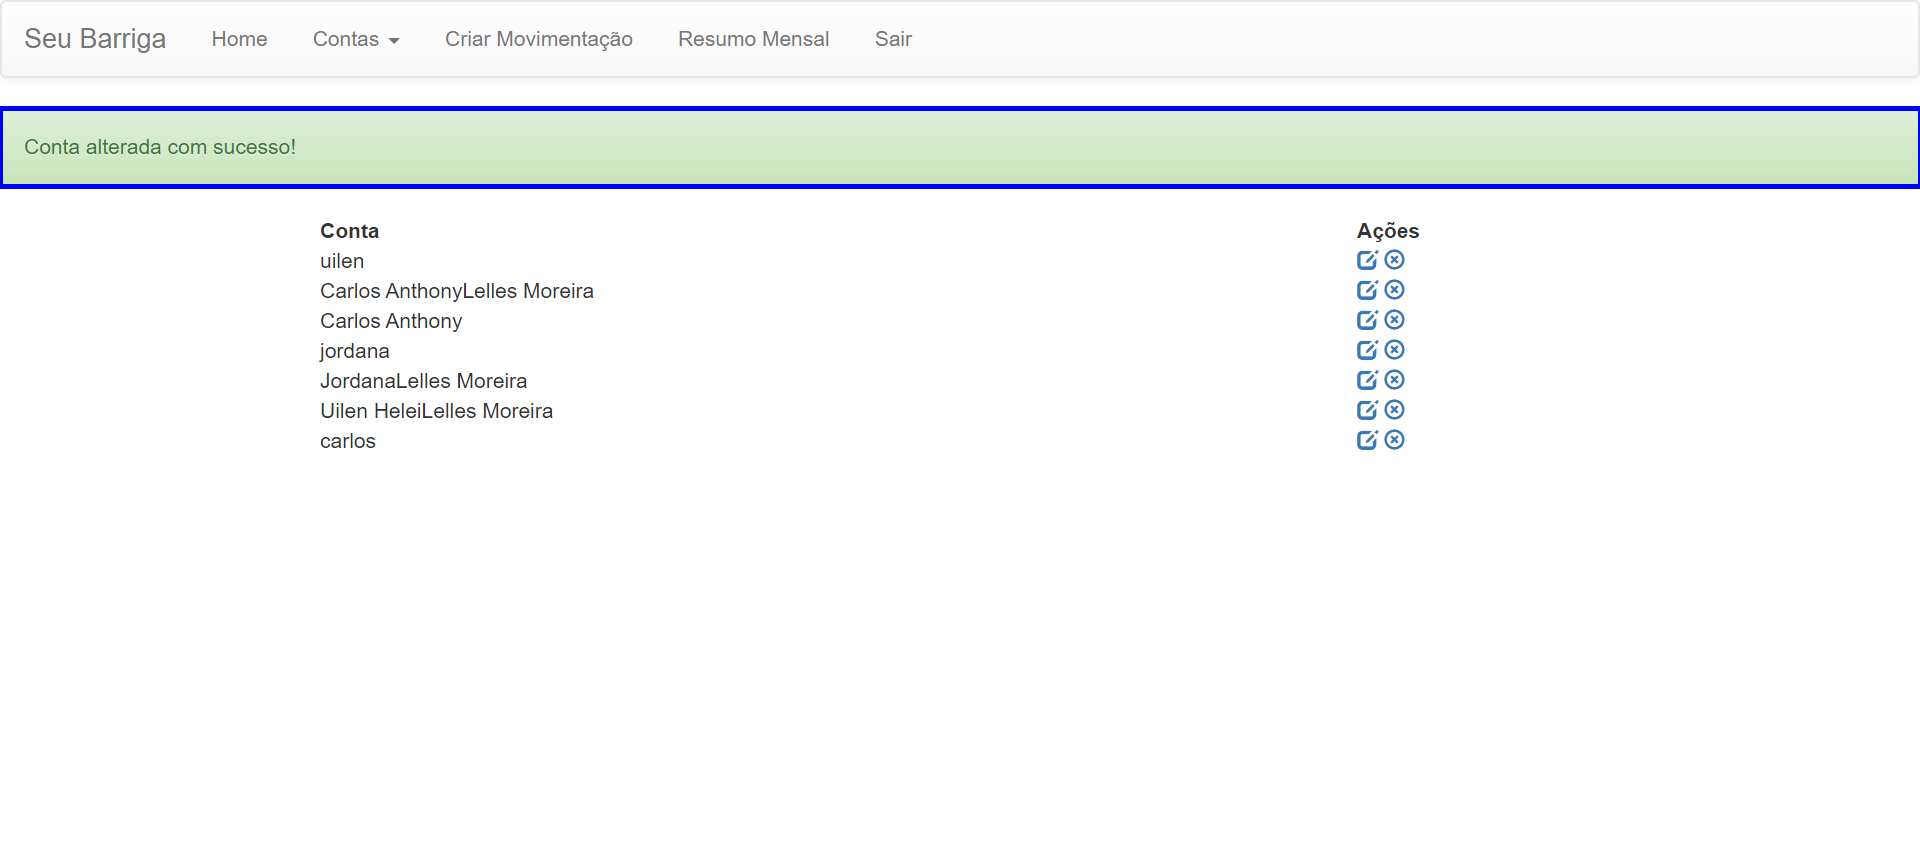 Seu Barriga Home Contas Criar Movimentação Resumo Mensal Sair
Conta alterada com sucesso!
Conta Ações
uilen
Carlos AnthonyLelles Moreira
Carlos Anthony
jordana
JordanaLelles Moreira
Uilen HeleiLelles Moreira
carlos